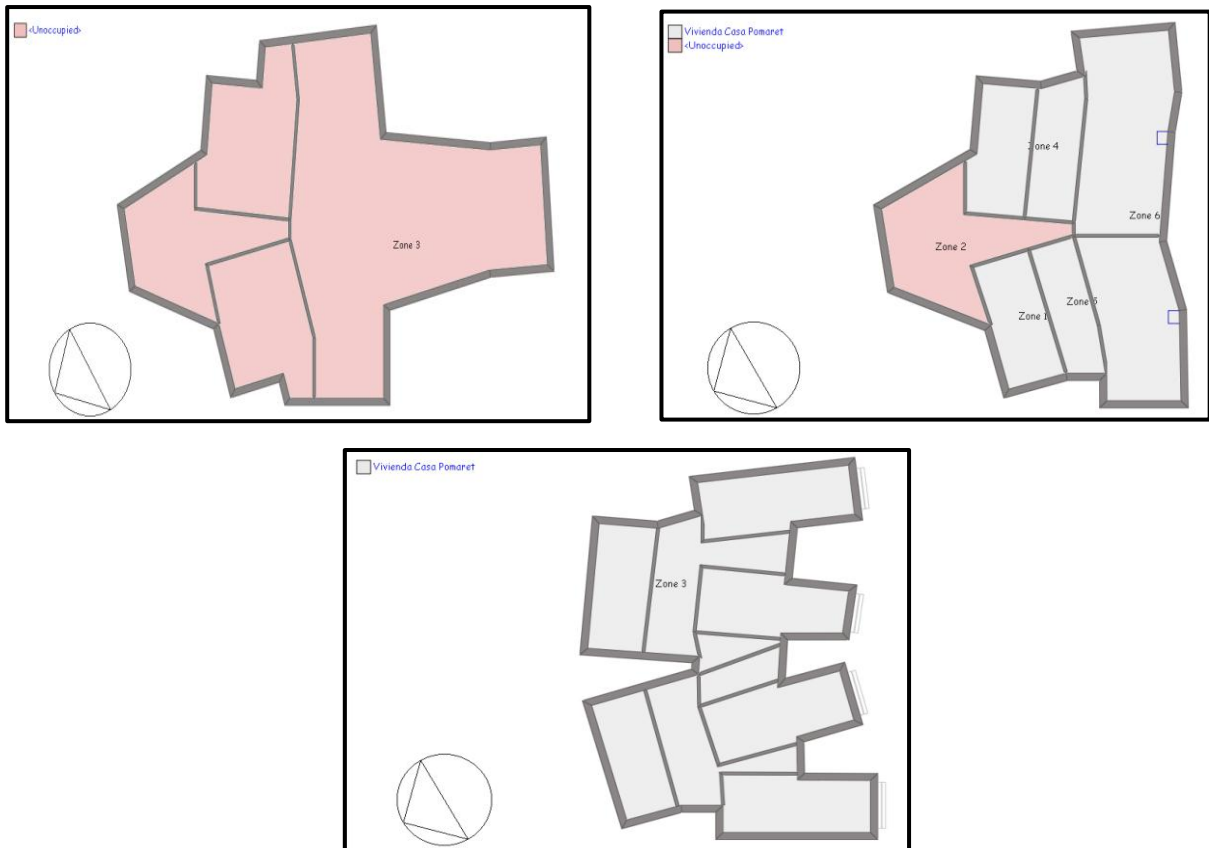 <Unoccupied>
Zone 3
Vivienda Casa Pomaret
<Unoccupied>
Zone 4
Zone 6
Zone 2
Zone 5
Zone 1
Vivienda Casa Pomaret
Zone 3